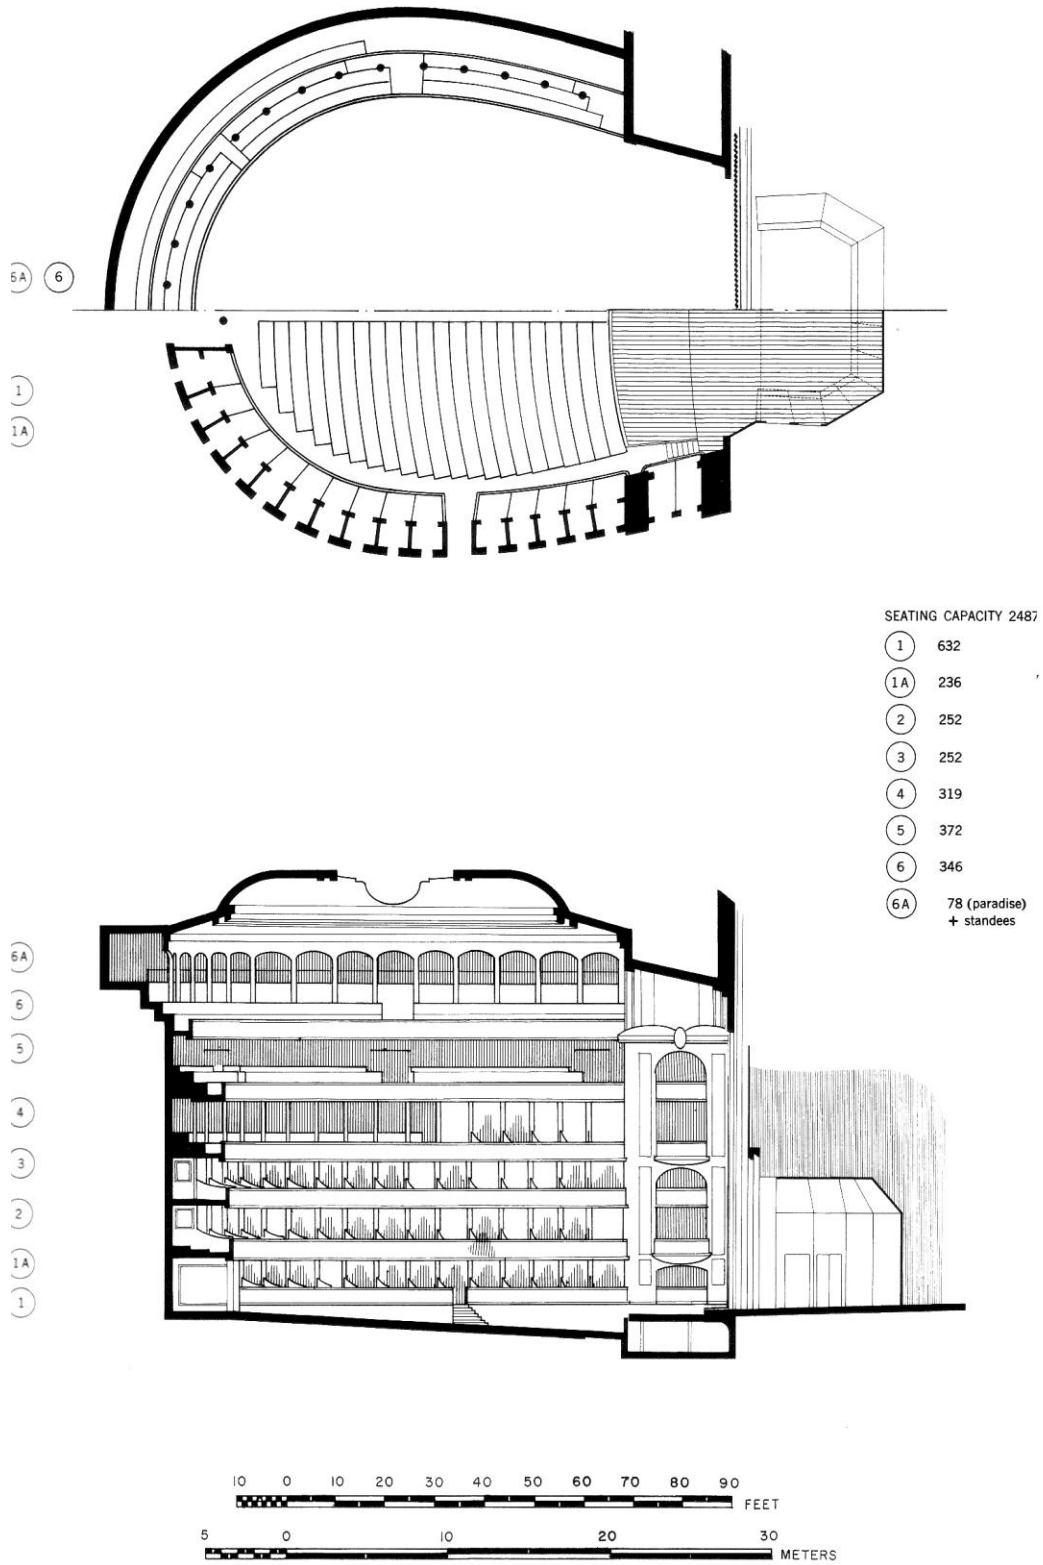 6A 6
1
1A
SEATING CAPACITY 2487
1 632
1A 236
2 252
3 252
4 319
5 372
6 346
6A 78 (paradise)
+ standees
6A
6
5
4
3
2
1A
1
10 0 10 20 30 40 50 60 70 80 90
FEET
5 0 10 20 30
METERS